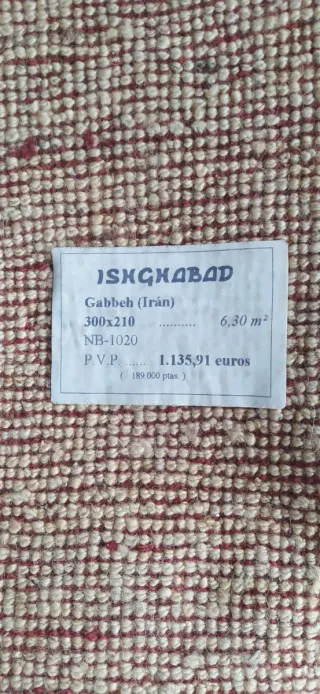 ISHGHABAD
Gabbeh (Irán)
300x210 .......... 6,30 m²
NB-1020
P.V.P. ...... 1.135,91 euros
( 189.000 ptas. )